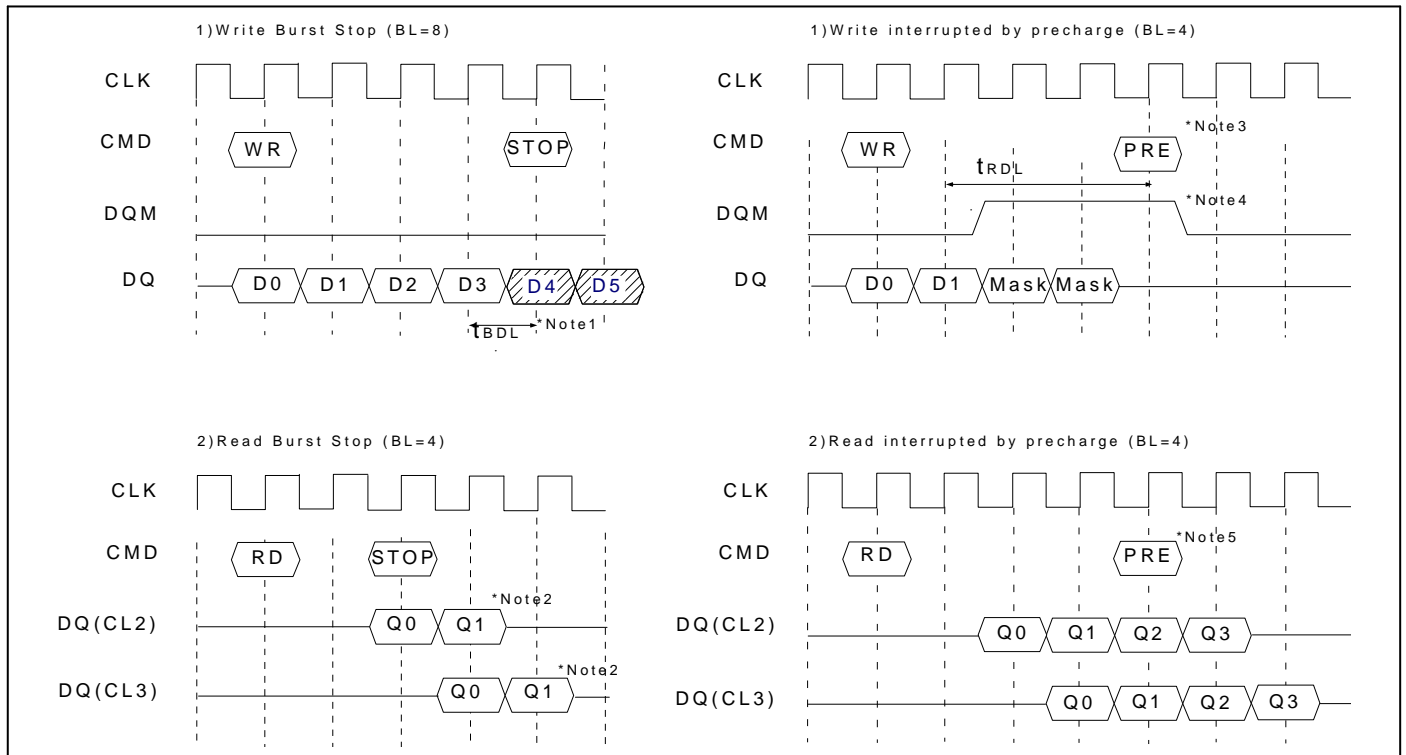 1)Write Burst Stop (BL=8)
CLK
CMD
WR
STOP
DQM
DQ
D0
D1
D2
D3
D4
D5
tBDL
*Note1
1)Write interrupted by precharge (BL=4)
CLK
CMD
WR
PRE
*Note3
tRDL
DQM
*Note4
DQ
D0
D1
Mask
Mask
2)Read Burst Stop (BL=4)
CLK
CMD
RD
STOP
DQ(CL2)
Q0
Q1
*Note2
DQ(CL3)
Q0
Q1
*Note2
2)Read interrupted by precharge (BL=4)
CLK
CMD
RD
PRE
*Note5
DQ(CL2)
Q0
Q1
Q2
Q3
DQ(CL3)
Q0
Q1
Q2
Q3